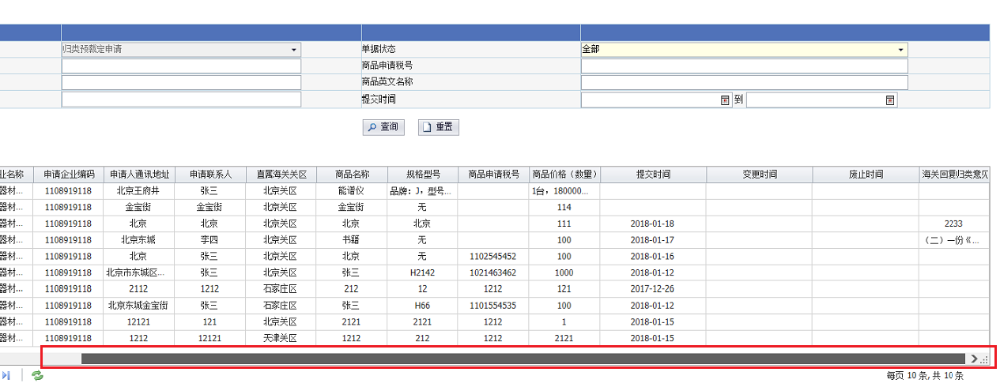 归类预裁定申请 单据状态 全部
商品申请税号
商品英文名称
提交时间 到
查询 重置
业名称 申请企业编码 申请人通讯地址 申请联系人 直属海关关区 商品名称 规格型号 商品申请税号 商品价格（数量） 提交时间 变更时间 废止时间 海关回复归类意见
器材... 1108919118 北京王府井 张三 北京关区 能谱仪 品牌：J，型号... 1台，180000...
器材... 1108919118 金宝街 金宝街 北京关区 金宝街 无 114
器材... 1108919118 北京 北京 北京关区 北京 北京 111 2018-01-18 2233
器材... 1108919118 北京东城 李四 北京关区 书籍 无 100 2018-01-17 （二）一份《...
器材... 1108919118 北京 张三 北京关区 北京 无 1102545452 100 2018-01-16
器材... 1108919118 北京市东城区... 张三 北京关区 张三 H2142 1021463462 1000 2018-01-12
器材... 1108919118 2112 1212 石家庄区 212 12 1212 121 2017-12-26
器材... 1108919118 北京东城金宝街 张三 石家庄区 张三 H66 1101554535 100 2018-01-12
器材... 1108919118 12121 121 北京关区 2121 2121 1212 1 2018-01-15
器材... 1108919118 1212 12121 天津关区 1212 212 1212 2121 2018-01-15
每页 10 条, 共 10 条